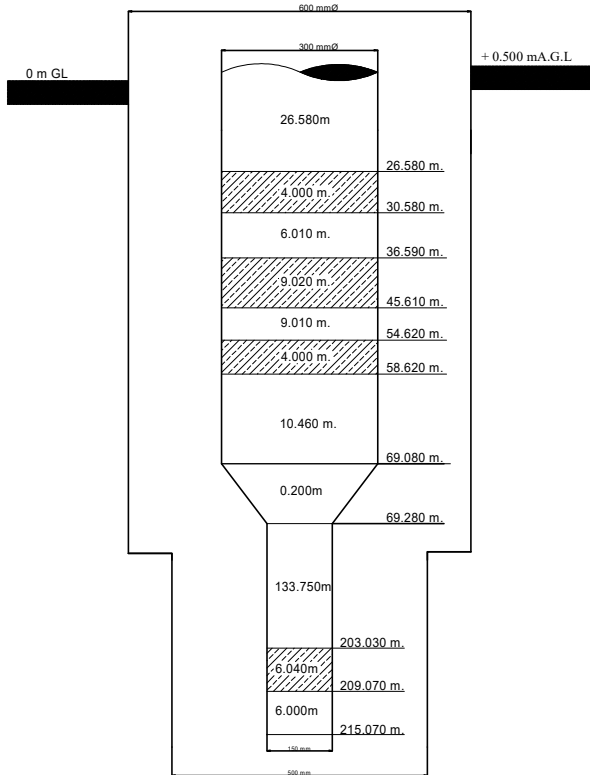 600 mmØ
300 mmØ
0 m GL
+ 0.500 mA.G.L
26.580m
26.580 m.
4.000 m.
30.580 m.
6.010 m.
36.590 m.
9.020 m.
45.610 m.
9.010 m.
54.620 m.
4.000 m.
58.620 m.
10.460 m.
69.080 m.
0.200m
69.280 m.
133.750m
203.030 m.
6.040m
209.070 m.
6.000m
215.070 m.
150 mm
500 mm